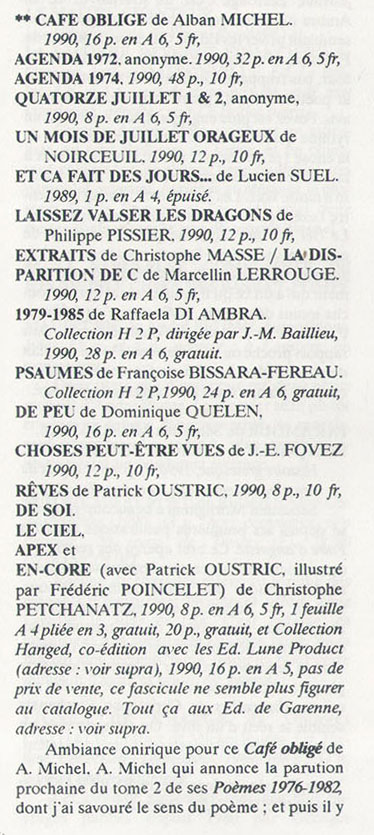 ** CAFE OBLIGE de Alban MICHEL.
1990, 16 p. en A 6, 5 fr,
AGENDA 1972. anonyme. 1990, 32 p. en A 6, 5 fr,
AGENDA 1974. 1990, 48 p., 10 fr,
QUATORZE JUILLET 1 & 2, anonyme,
1990, 8 p. en A 6, 5 fr,
UN MOIS DE JUILLET ORAGEUX de
NOIRCEUIL. 1990, 12 p., 10 fr,
ET CA FAIT DES JOURS... de Lucien SUEL.
1989, 1 p. en A 4, épuisé.
LAISSEZ VALSER LES DRAGONS de
Philippe PISSIER. 1990, 12 p., 10 fr,
EXTRAITS de Christophe MASSE / LA DIS-
PARITION DE C de Marcellin LERROUGE.
1990, 12 p. en A 6, 5 fr,
1979-1985 de Raffaela DI AMBRA.
Collection H 2 P, dirigée par J.-M. Baillieu,
1990, 28 p. en A 6, gratuit.
PSAUMES de Françoise BISSARA-FEREAU.
Collection H 2 P,1990, 24 p. en A 6, gratuit,
DE PEU de Dominique QUELEN,
1990, 16 p. en A 6, 5 fr,
CHOSES PEUT-ÊTRE VUES de J.-E. FOVEZ
1990, 12 p., 10 fr,
RÊVES de Patrick OUSTRIC, 1990, 8 p., 10 fr,
DE SOI.
LE CIEL,
APEX et
EN-CORE (avec Patrick OUSTRIC, illustré
par Frédéric POINCELET) de Christophe
PETCHANATZ, 1990, 8 p. en A 6, 5 fr, 1 feuille
A 4 pliée en 3, gratuit, 20 p., gratuit, et Collection
Hanged, co-édition avec les Ed. Lune Product
(adresse : voir supra), 1990, 16 p. en A 5, pas de
prix de vente, ce fascicule ne semble plus figurer
au catalogue. Tout ça aux Ed. de Garenne,
adresse : voir supra.
Ambiance onirique pour ce Café obligé de
A. Michel. A. Michel qui annonce la parution
prochaine du tome 2 de ses Poèmes 1976-1982,
dont j'ai savouré le sens du poème ; et puis il y